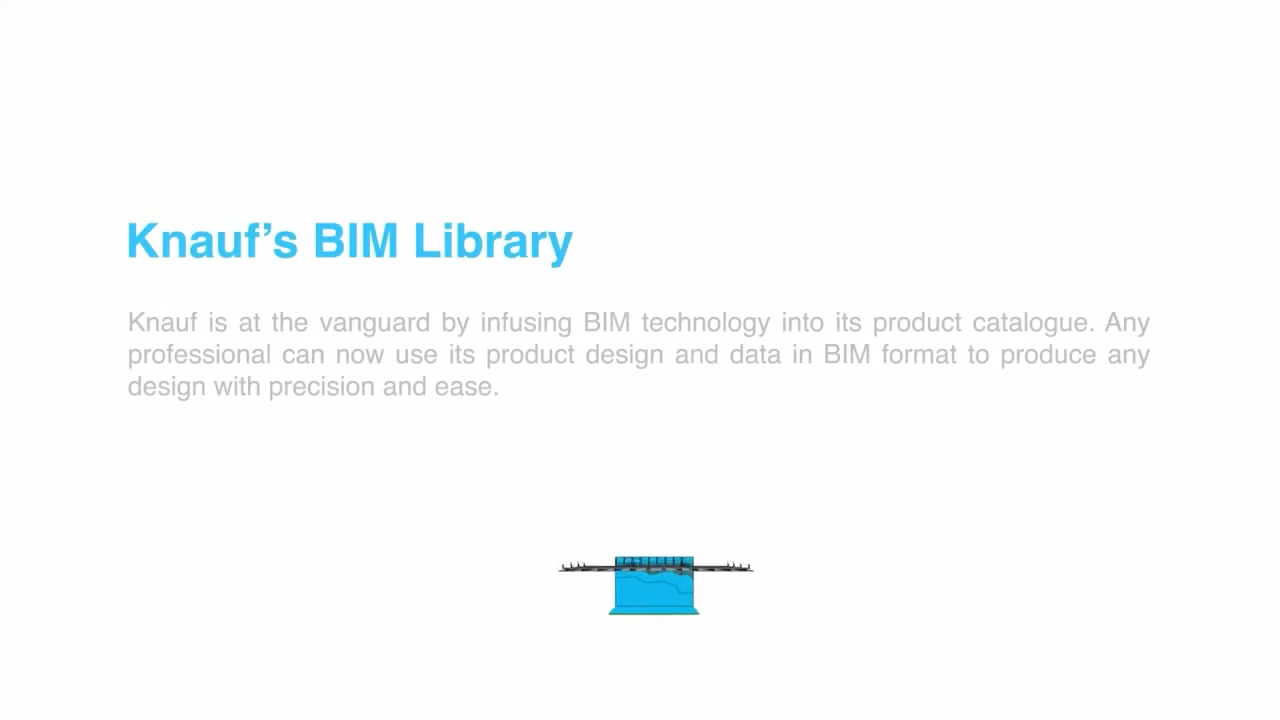 Knauf’s BIM Library
Knauf is at the vanguard by infusing BIM technology into its product catalogue. Any
professional can now use its product design and data in BIM format to produce any
design with precision and ease.